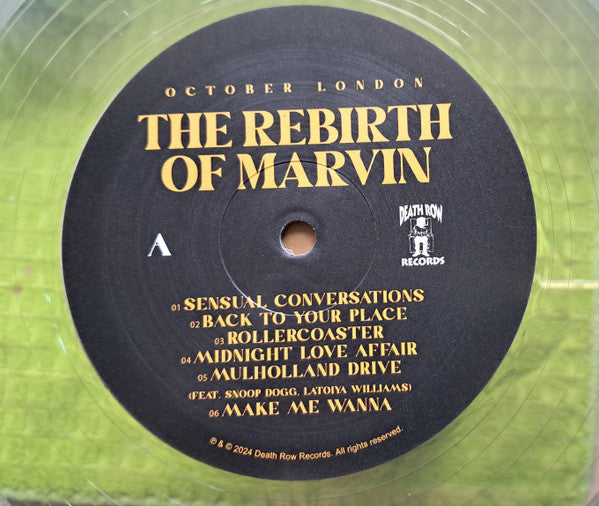 OCTOBER LONDON
THE REBIRTH
OF MARVIN
A
DEATH ROW
RECORDS
01 SENSUAL CONVERSATIONS
02 BACK TO YOUR PLACE
03 ROLLERCOASTER
04 MIDNIGHT LOVE AFFAIR
05 MULHOLLAND DRIVE
(FEAT. SNOOP DOGG, LATOIYA WILLIAMS)
06 MAKE ME WANNA
℗ & © 2024 Death Row Records. All rights reserved.